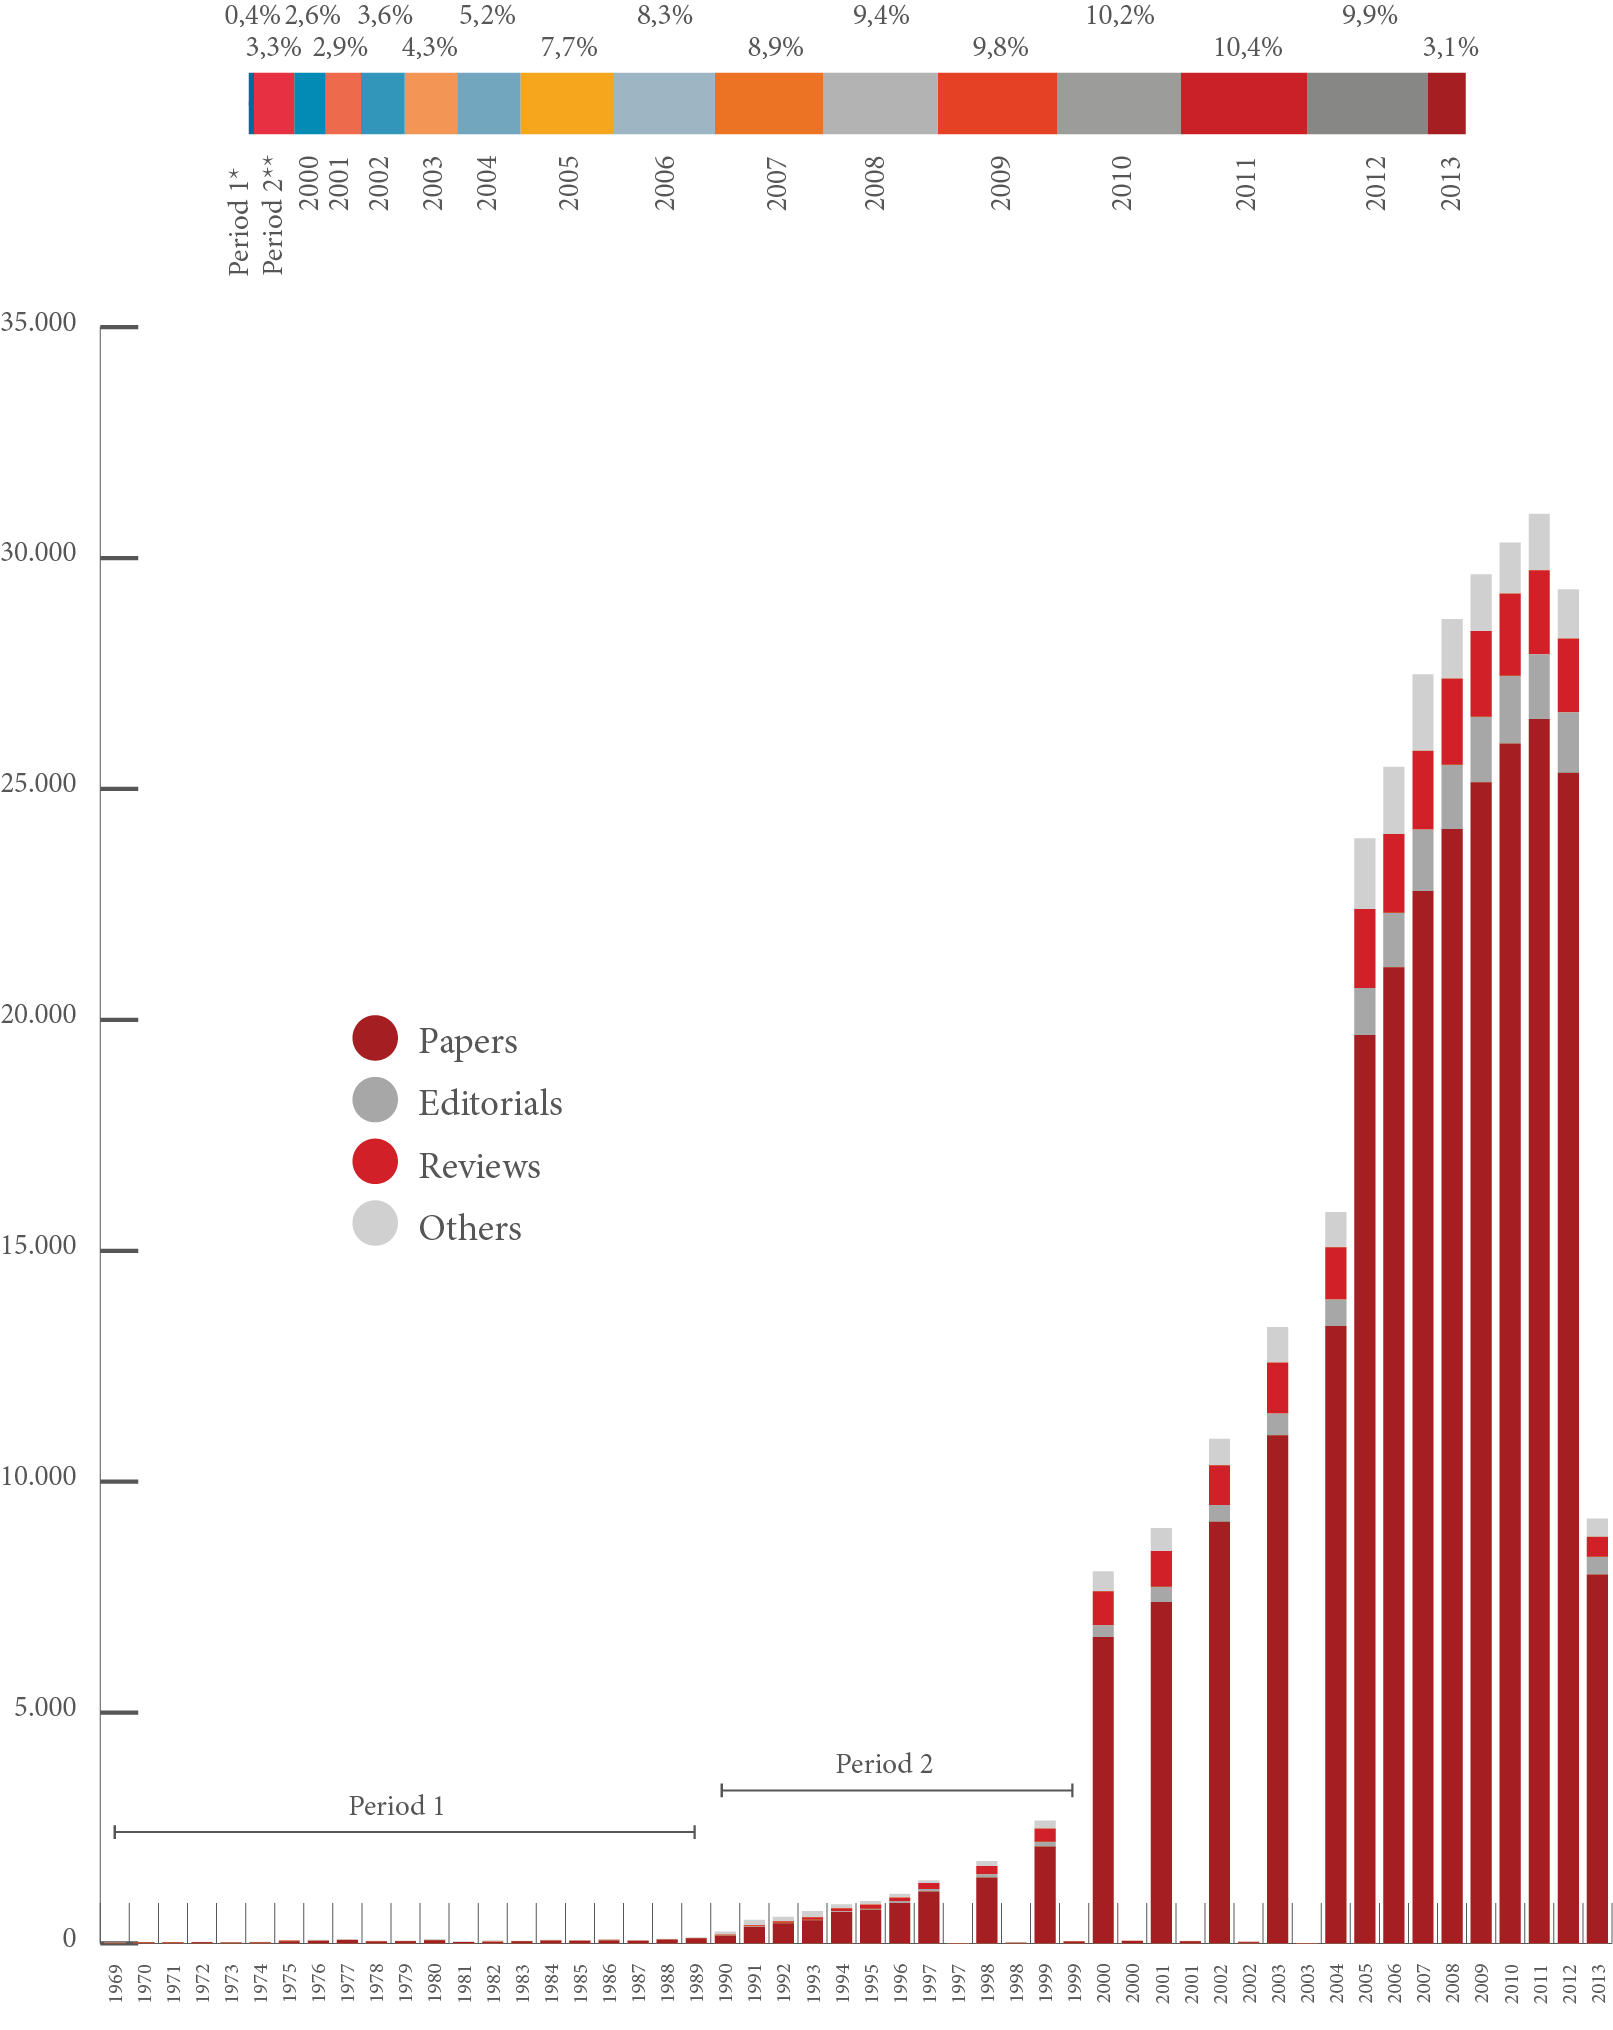 0,4% 2,6% 3,6% 5,2% 8,3% 9,4% 10,2% 9,9%
3,3% 2,9% 4,3% 7,7% 8,9% 9,8% 10,4% 3,1%
Period 1* Period 2** 2000 2001 2002 2003 2004 2005 2006 2007 2008 2009 2010 2011 2012 2013
35.000
30.000
25.000
20.000
Papers
Editorials
Reviews
Others
15.000
10.000
5.000
Period 2
Period 1
0
1969 1970 1971 1972 1973 1974 1975 1976 1977 1978 1979 1980 1981 1982 1983 1984 1985 1986 1987 1988 1989 1990 1991 1992 1993 1994 1995 1996 1997 1997 1998 1998 1999 1999 2000 2000 2001 2001 2002 2002 2003 2003 2004 2005 2006 2007 2008 2009 2010 2011 2012 2013